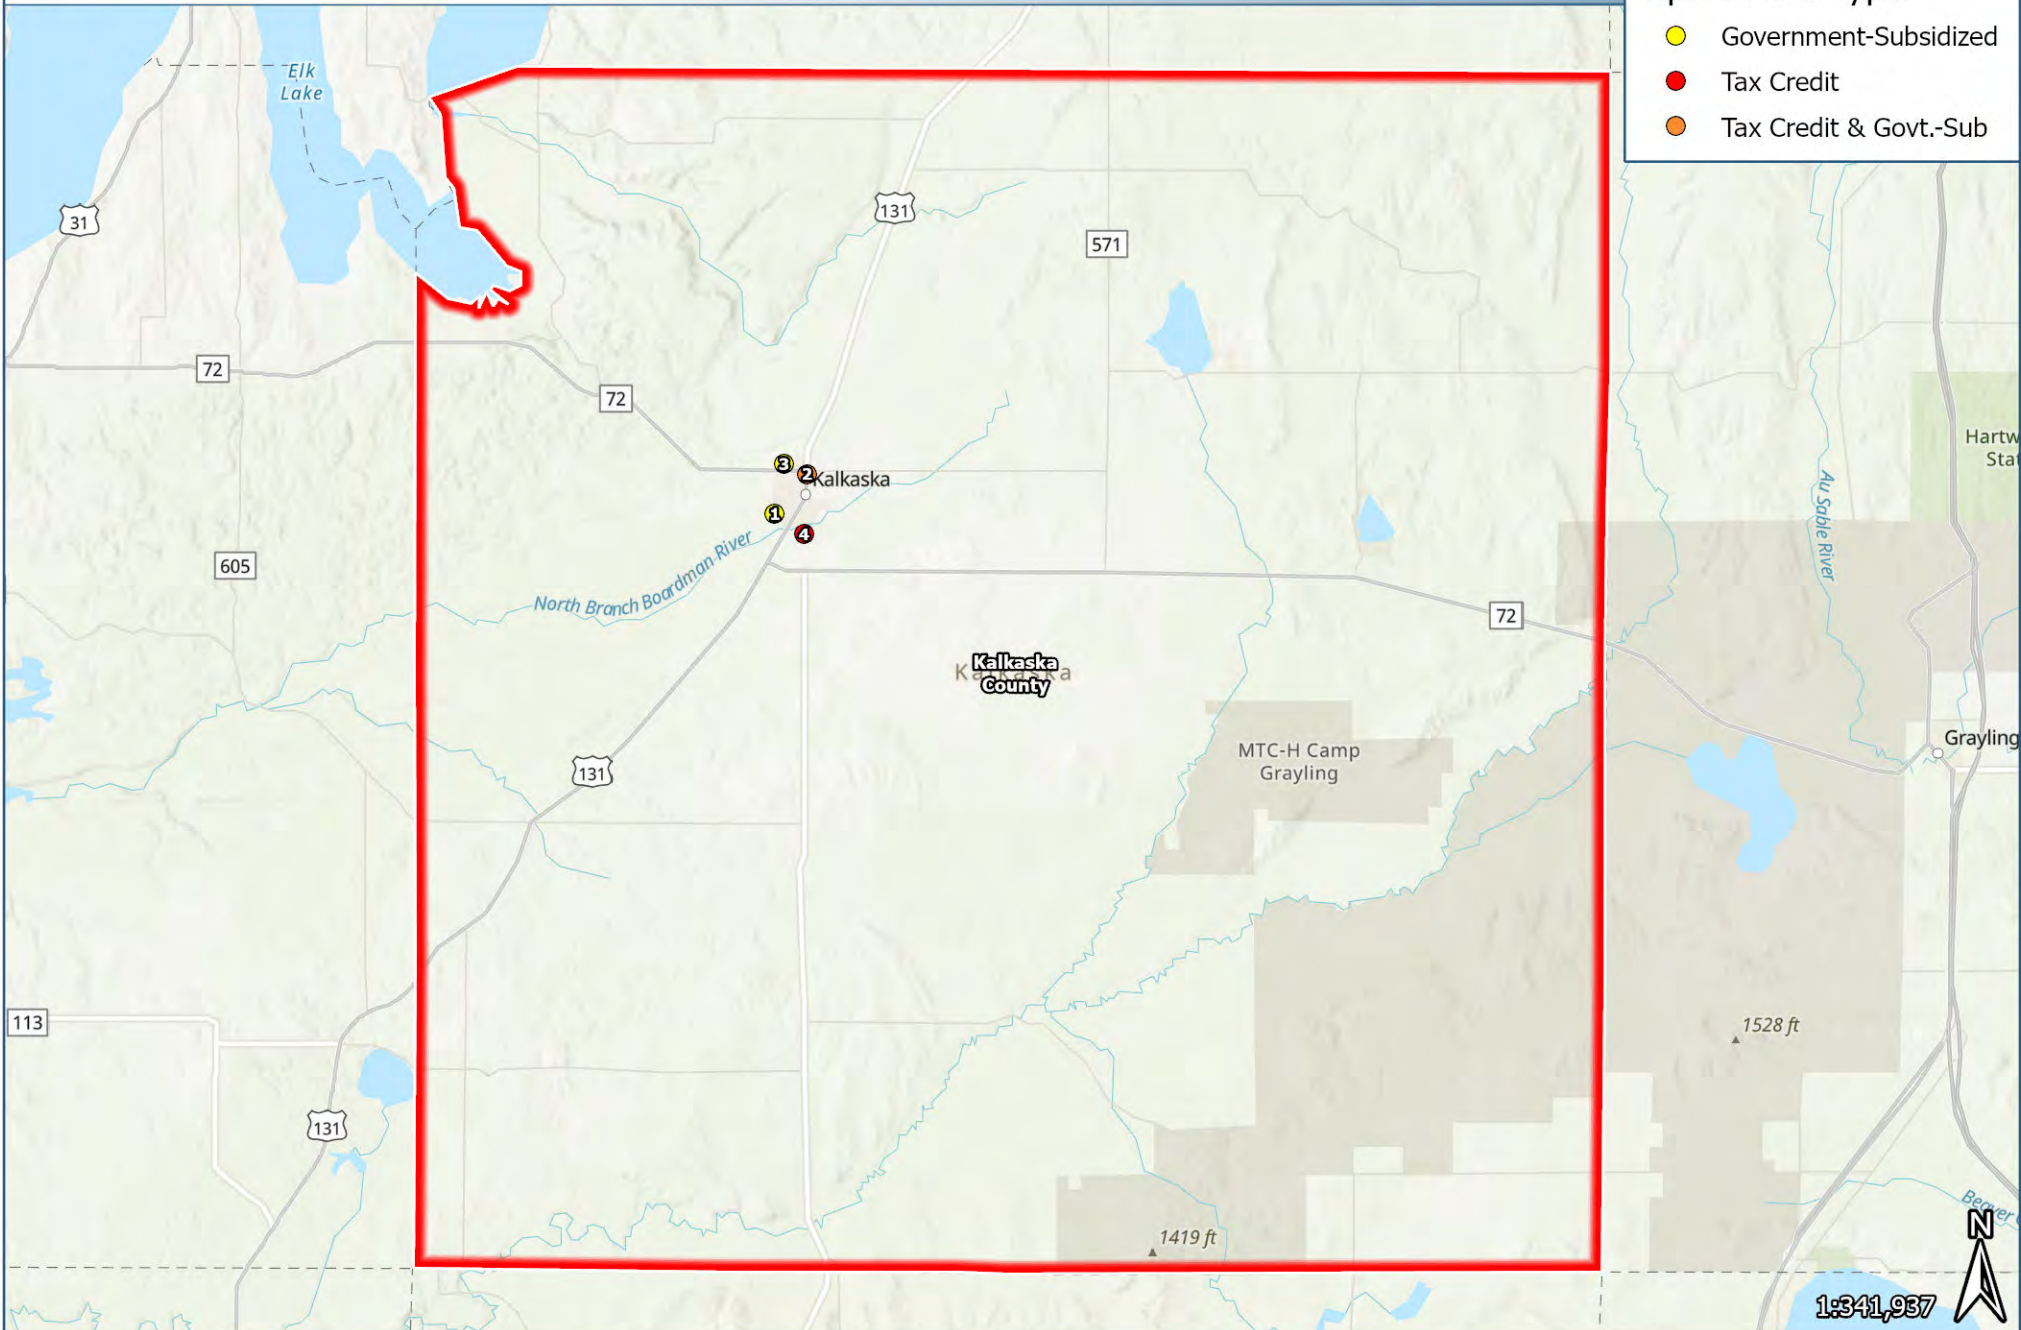 Government-Subsidized
Tax Credit
Tax Credit & Govt.-Sub
Elk
Lake
31
131
571
72
72
3
2
Kalkaska
1
4
Hartw
Stat
Au Sable River
605
North Branch Boardman River
72
Kalkaska
Kalkaska
County
MTC-H Camp
Grayling
Grayling
131
113
1528 ft
131
1419 ft
Beaver
N
1:341,937